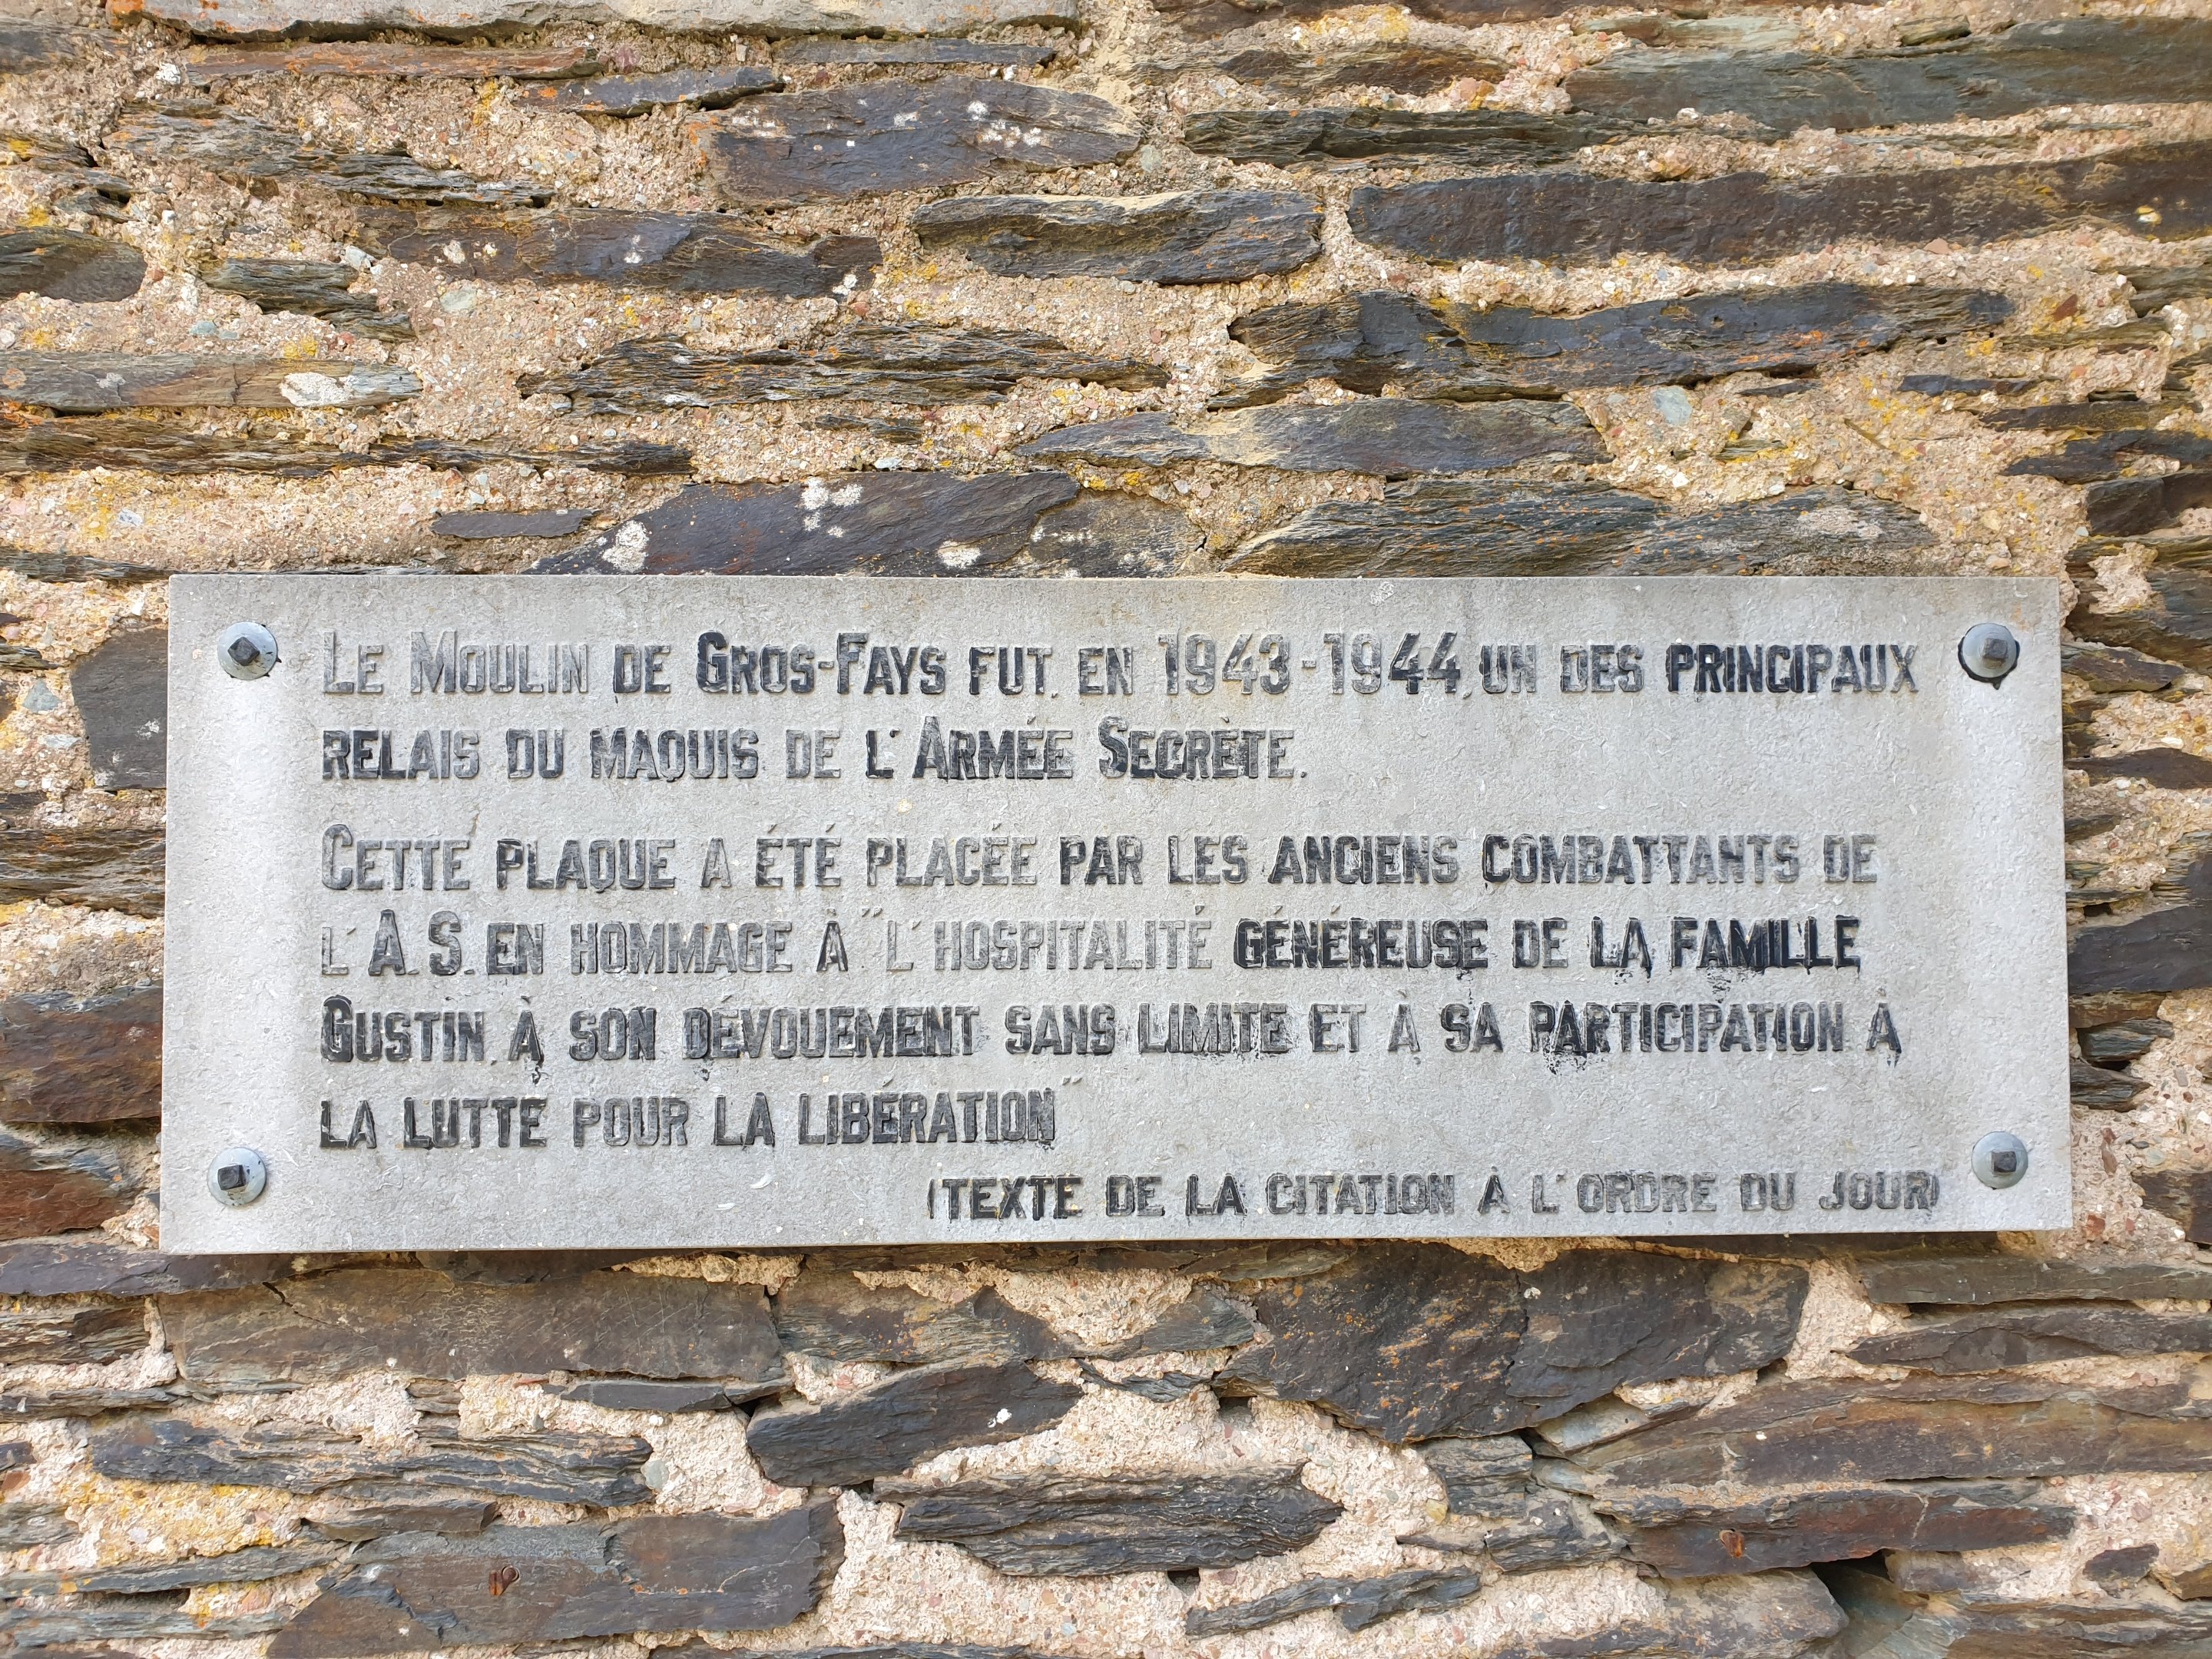 Le Moulin de Gros-Fays fut, en 1943-1944, un des principaux
relais du maquis de l'Armée Secrète.
Cette plaque a été placée par les anciens combattants de
l'A.S. en hommage à "l'hospitalité généreuse de la famille
Gustin, à son dévouement sans limite et à sa participation à
la lutte pour la libération"
(texte de la citation à l'ordre du jour)